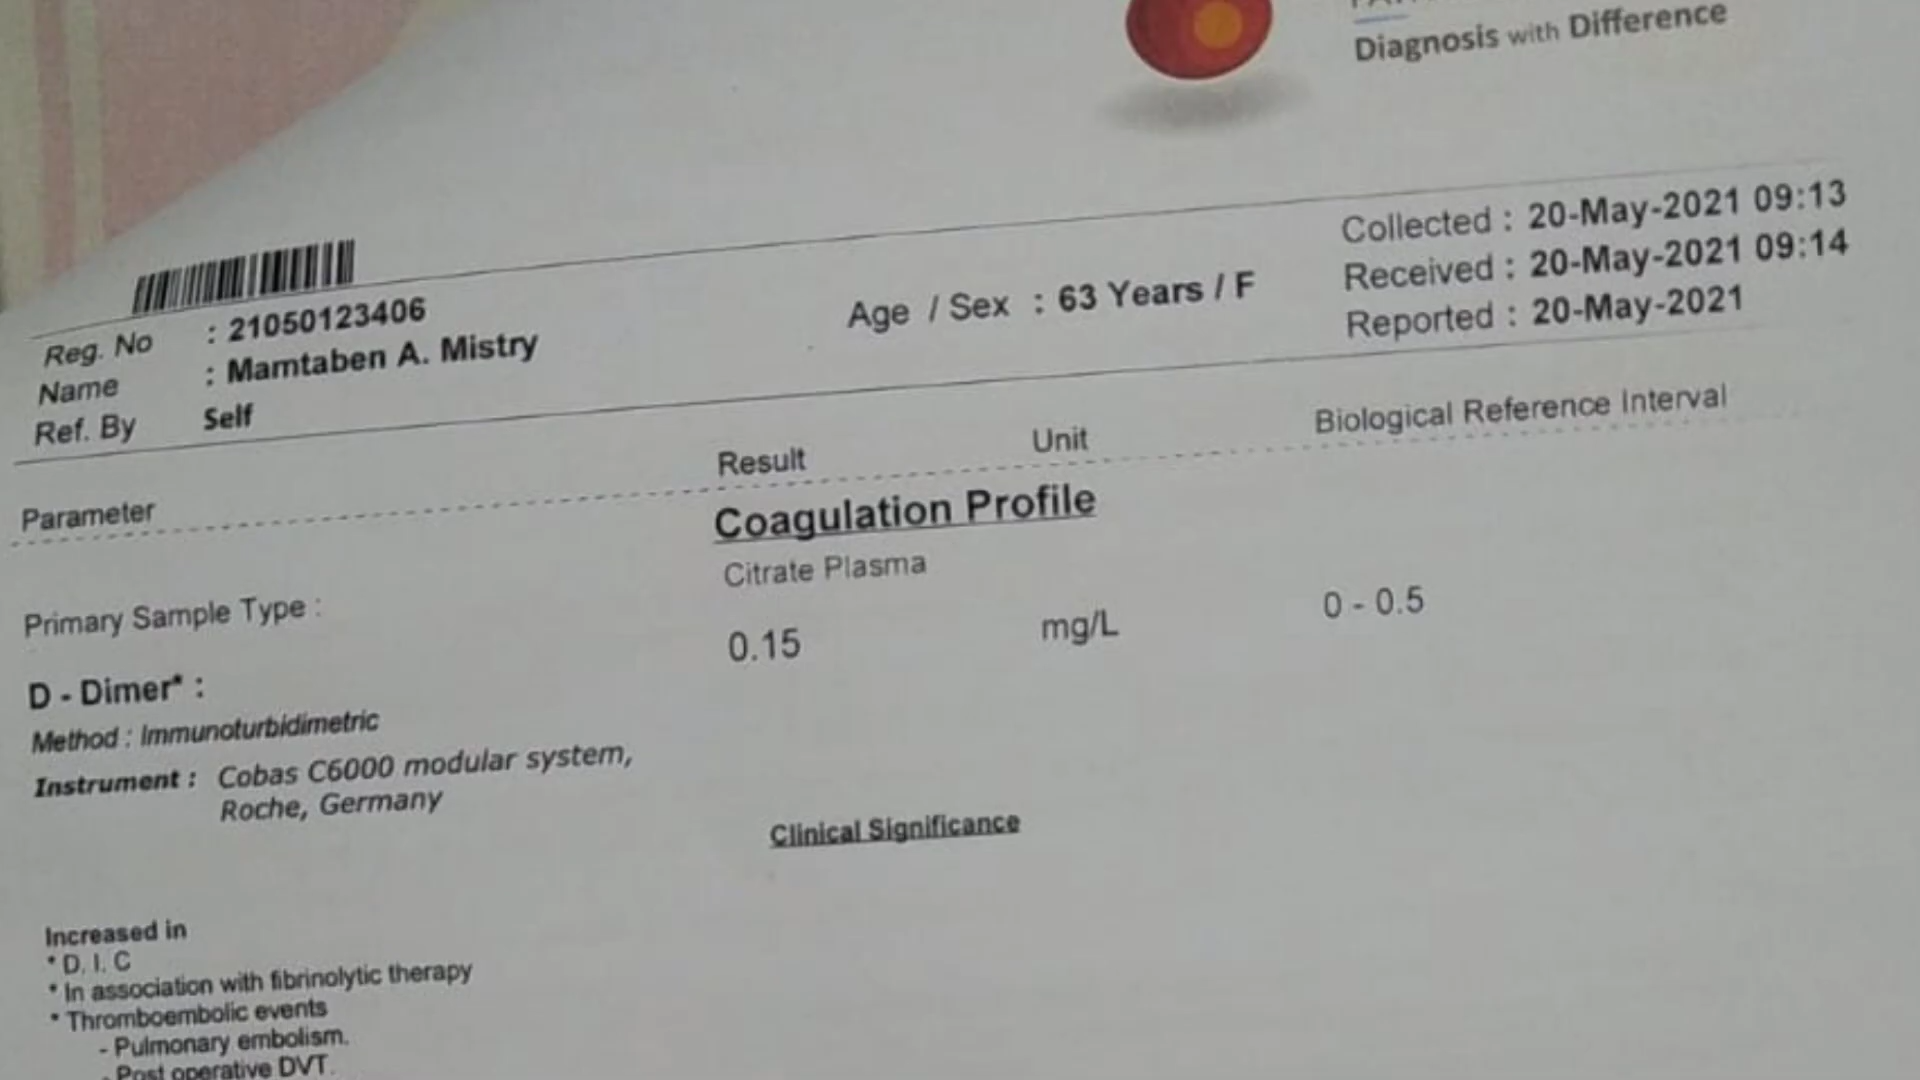 Diagnosis with Difference
Collected : 20-May-2021 09:13
Received : 20-May-2021 09:14
Reported : 20-May-2021
Reg. No : 21050123406
Name : Mamtaben A. Mistry
Age / Sex : 63 Years / F
Ref. By Self
Parameter Result Unit Biological Reference Interval
Coagulation Profile
Primary Sample Type : Citrate Plasma
D - Dimer* : 0.15 mg/L 0 - 0.5
Method : Immunoturbidimetric
Instrument : Cobas C6000 modular system,
Roche, Germany
Clinical Significance
Increased in
* D. I. C
* In association with fibrinolytic therapy
* Thromboembolic events
- Pulmonary embolism.
- Post operative DVT.